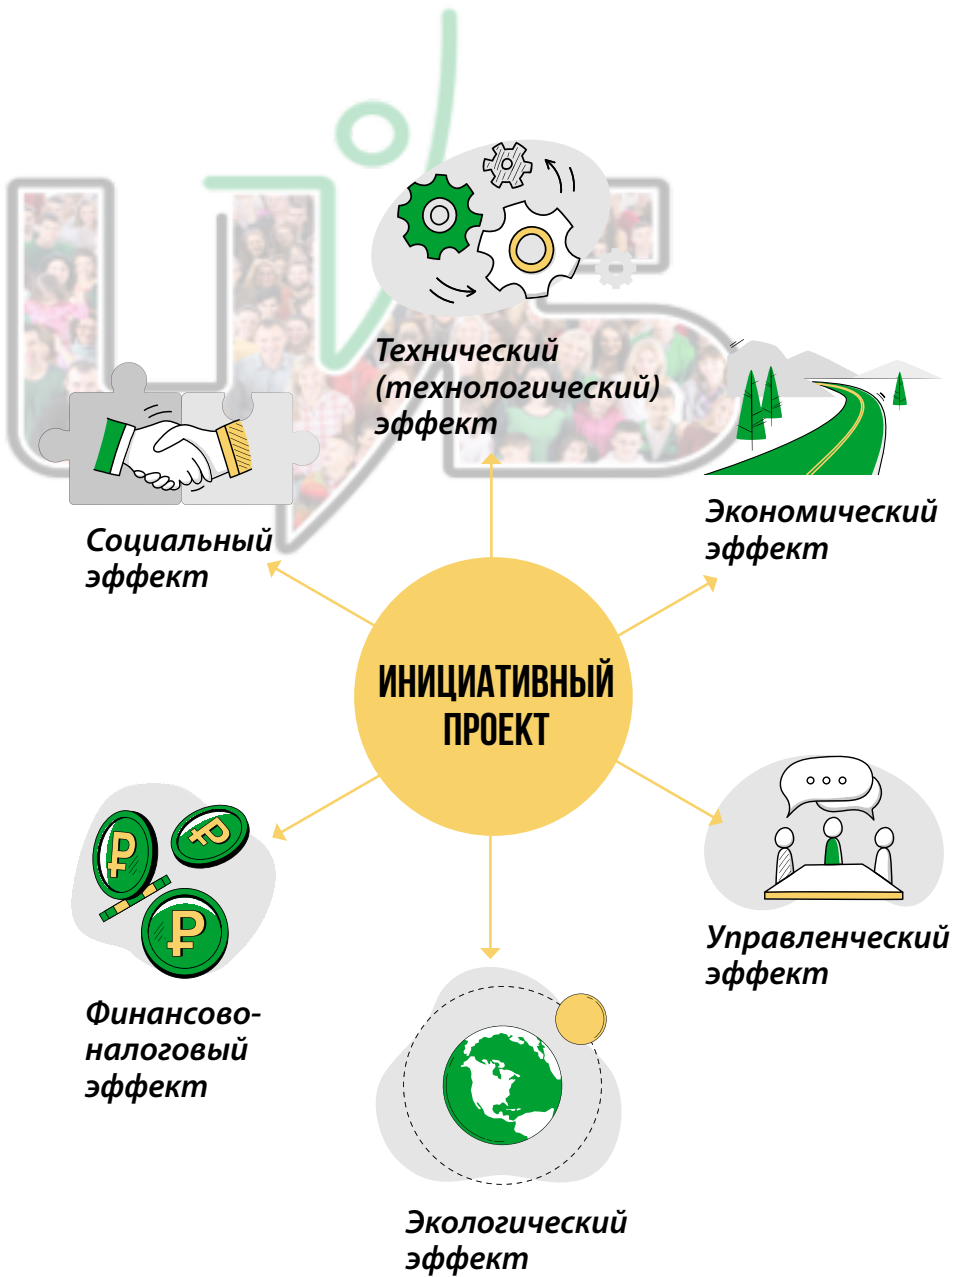 Технический
(технологический)
эффект
Экономический
эффект
Социальный
эффект
ИНИЦИАТИВНЫЙ
ПРОЕКТ
Управленческий
эффект
Финансово-
налоговый
эффект
Экологический
эффект